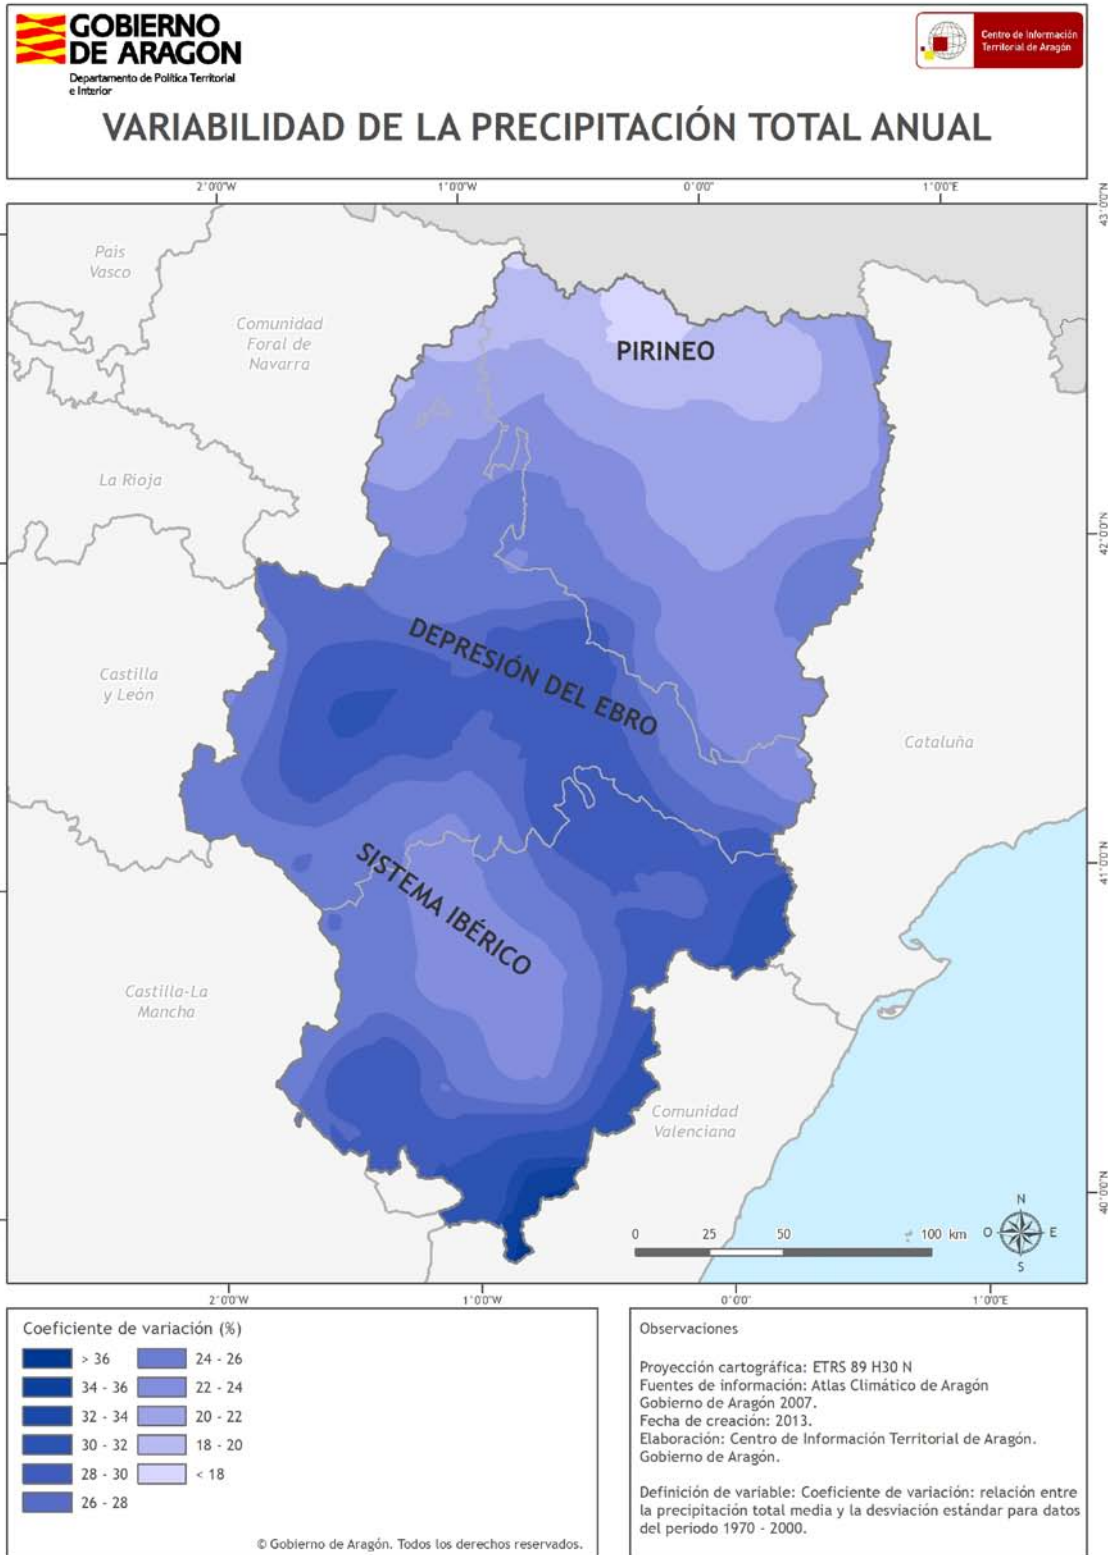 GOBIERNO
DE ARAGON
Departamento de Política Territorial
e Interior
Centro de Información
Territorial de Aragón
VARIABILIDAD DE LA PRECIPITACIÓN TOTAL ANUAL
2°0'0"W
1°0'0"W
0°0'0"
1°0'0"E
43°0'0"N
País
Vasco
Comunidad
Foral de
Navarra
PIRINEO
La Rioja
42°0'0"N
DEPRESIÓN DEL EBRO
Castilla
y León
Cataluña
41°0'0"N
SISTEMA IBÉRICO
Castilla-La
Mancha
Comunidad
Valenciana
40°0'0"N
N
O
E
S
0
25
50
100 km
2°0'0"W
1°0'0"W
0°0'0"
1°0'0"E
Coeficiente de variación (%)
> 36
34 - 36
32 - 34
30 - 32
28 - 30
26 - 28
24 - 26
22 - 24
20 - 22
18 - 20
< 18
© Gobierno de Aragón. Todos los derechos reservados.
Observaciones
Proyección cartográfica: ETRS 89 H30 N
Fuentes de información: Atlas Climático de Aragón
Gobierno de Aragón 2007.
Fecha de creación: 2013.
Elaboración: Centro de Información Territorial de Aragón.
Gobierno de Aragón.
Definición de variable: Coeficiente de variación: relación entre
la precipitación total media y la desviación estándar para datos
del periodo 1970 - 2000.